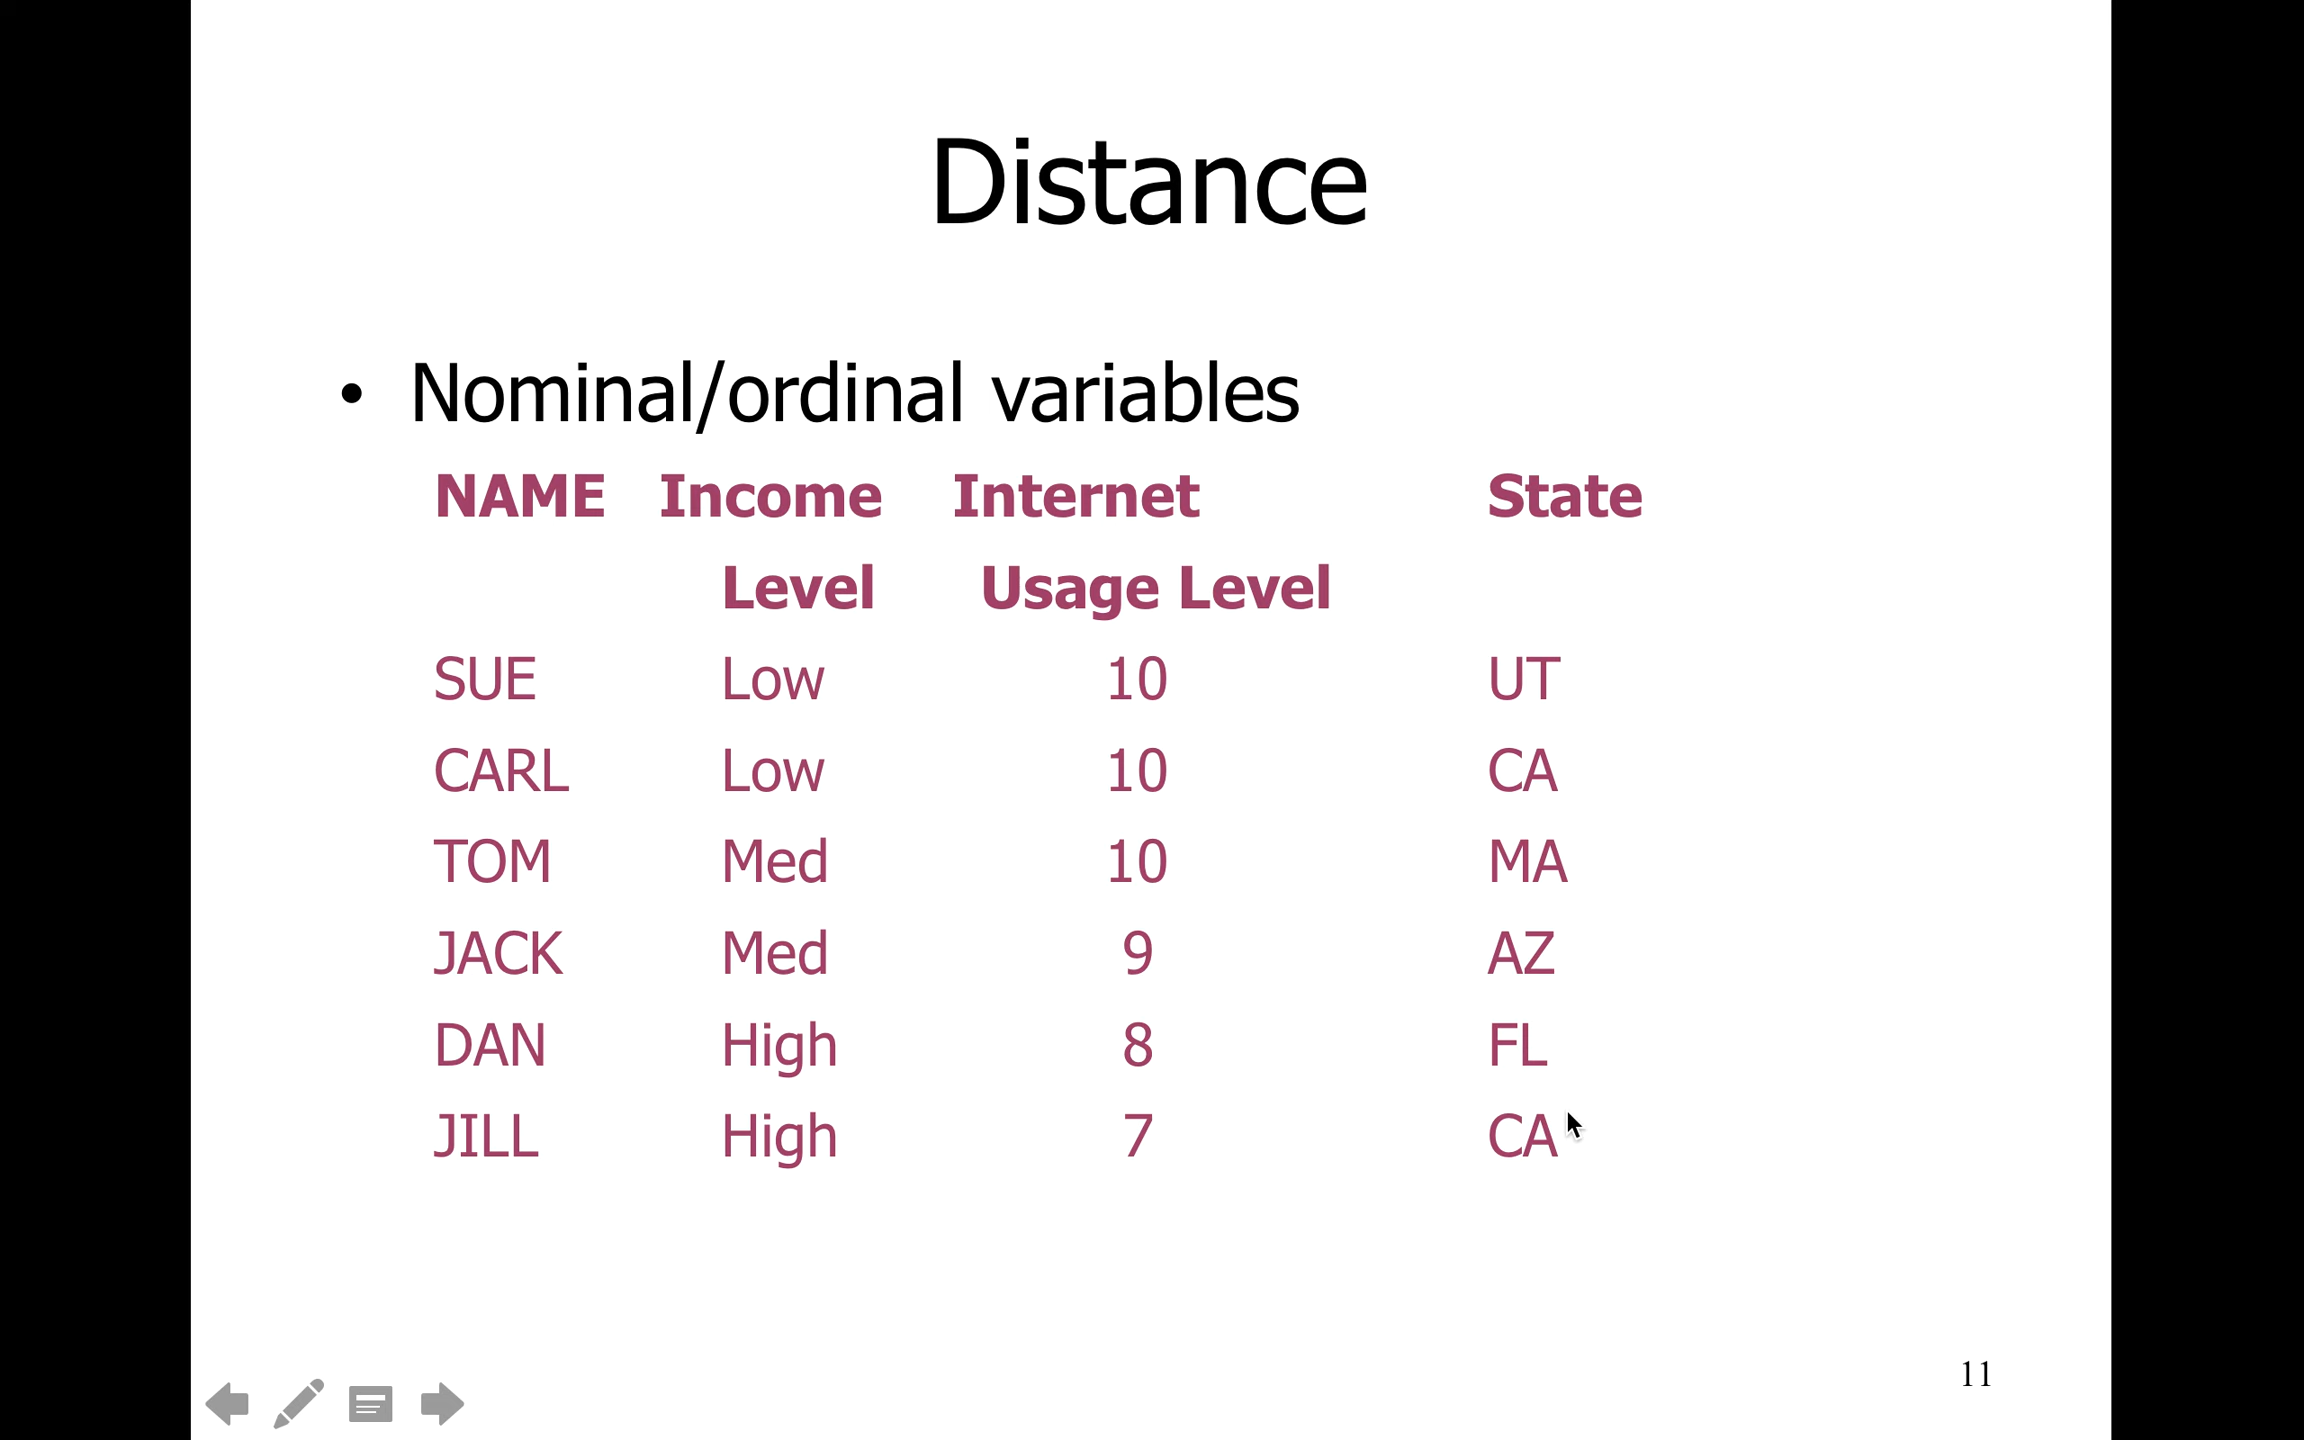 Distance
• Nominal/ordinal variables
NAME Income Internet State
Level Usage Level
SUE Low 10 UT
CARL Low 10 CA
TOM Med 10 MA
JACK Med 9 AZ
DAN High 8 FL
JILL High 7 CA
11